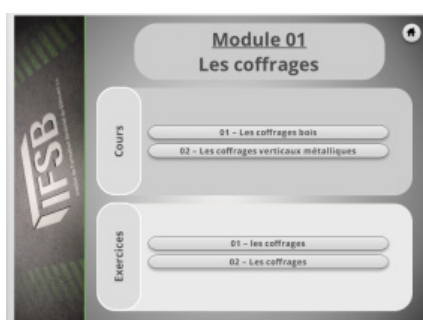 Module 01
Les coffrages
IFSB
Cours
01 – Les coffrages bois
02 – Les coffrages verticaux métalliques
Exercices
01 – les coffrages
02 – Les coffrages